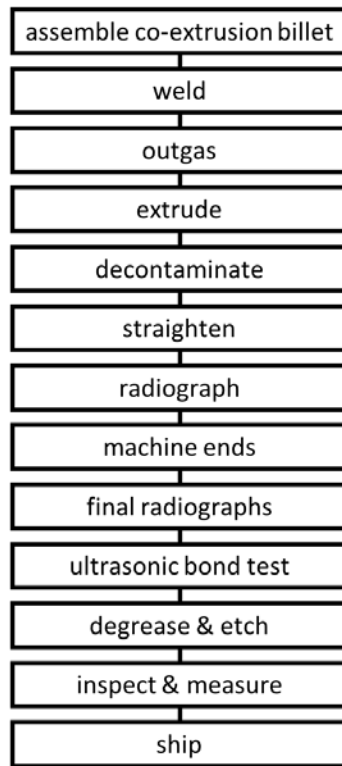 assemble co-extrusion billet
weld
outgas
extrude
decontaminate
straighten
radiograph
machine ends
final radiographs
ultrasonic bond test
degrease & etch
inspect & measure
ship